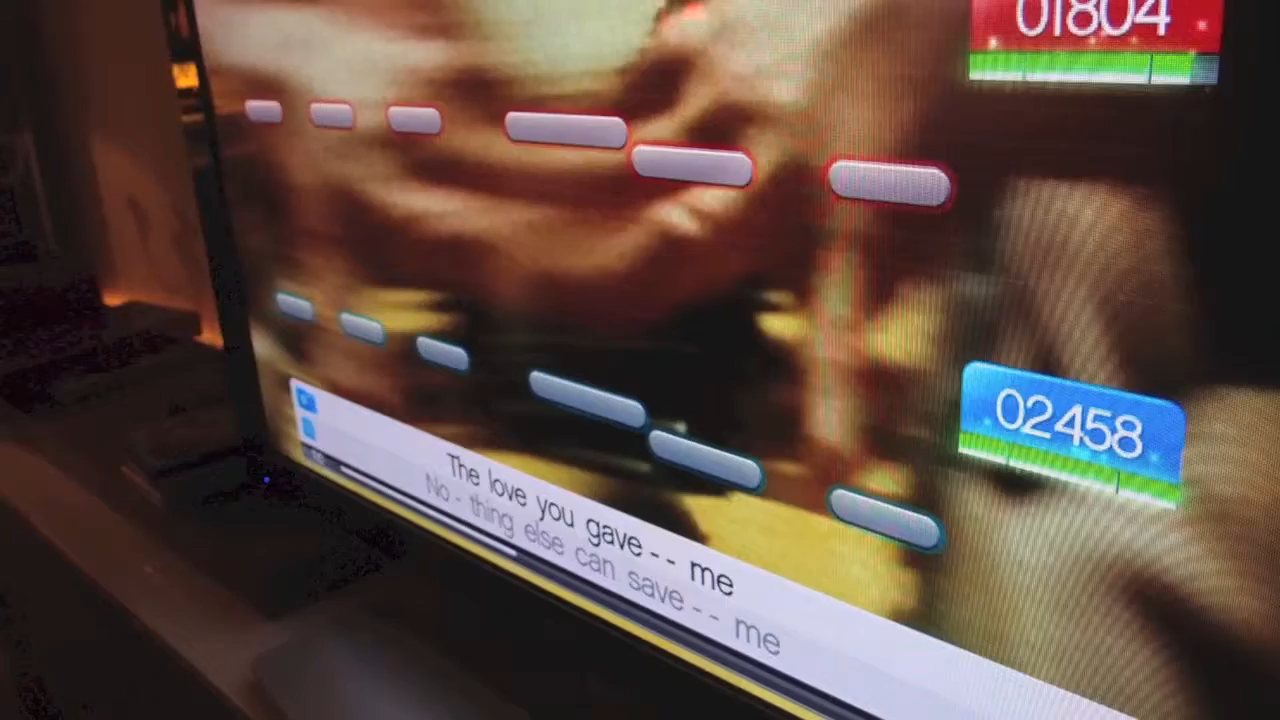 01804
02458
The love you gave - - me
No - thing else can save - - me